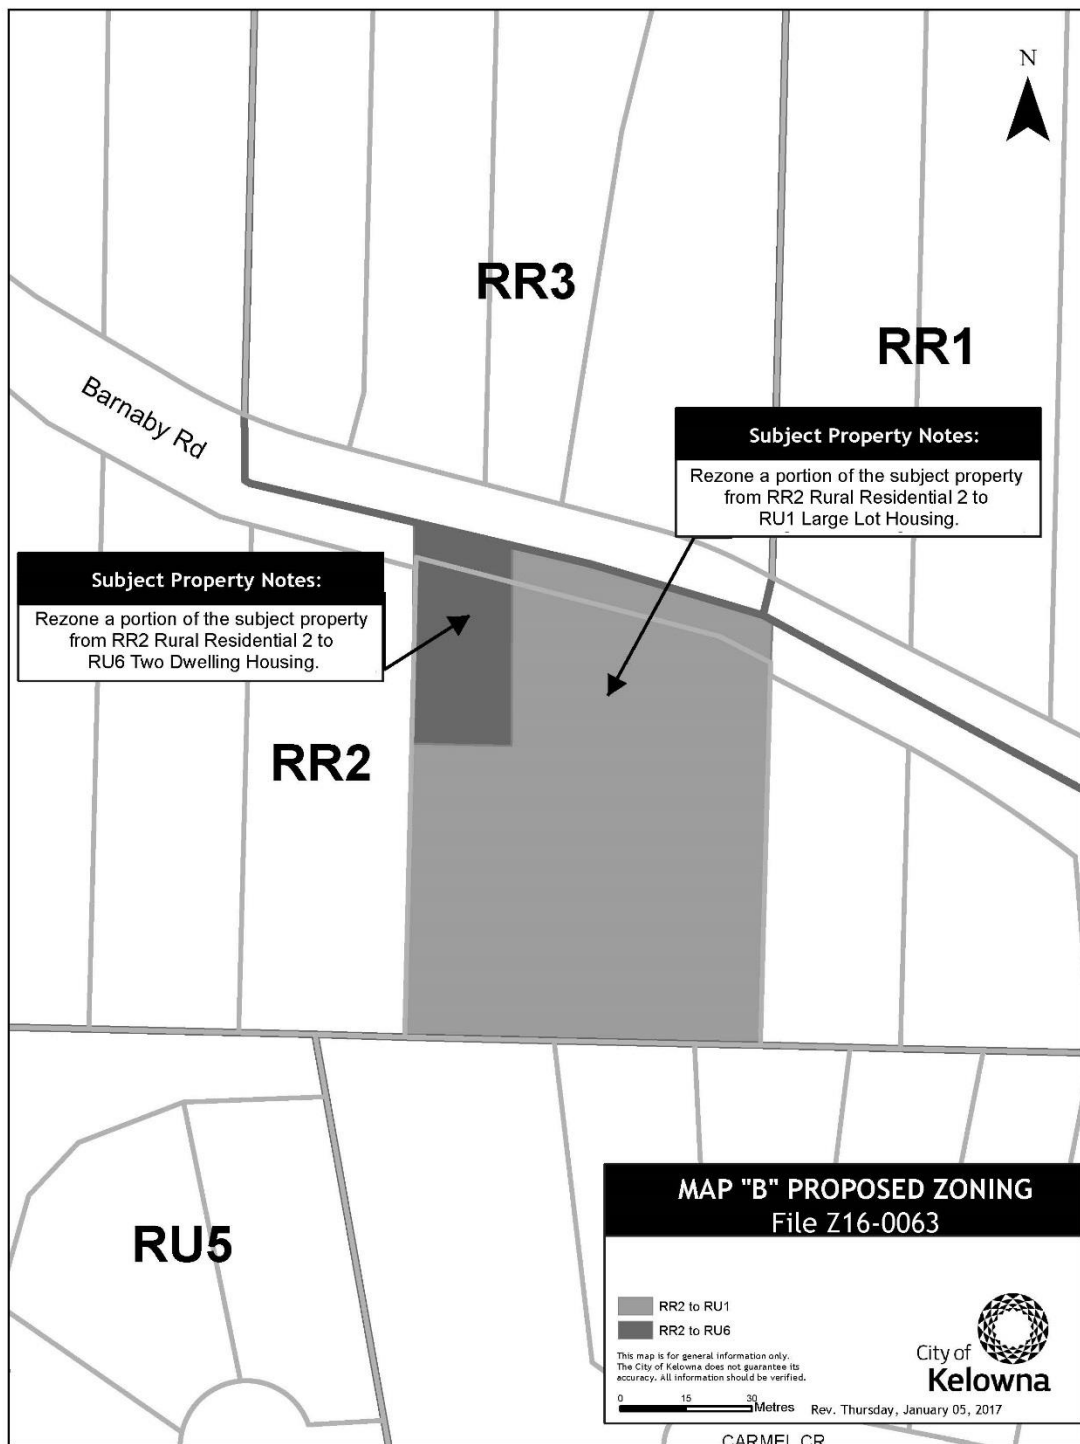 N
RR3
RR1
Barnaby Rd
Subject Property Notes:
Rezone a portion of the subject property
from RR2 Rural Residential 2 to
RU1 Large Lot Housing.
Subject Property Notes:
Rezone a portion of the subject property
from RR2 Rural Residential 2 to
RU6 Two Dwelling Housing.
RR2
RU5
MAP "B" PROPOSED ZONING
File Z16-0063
RR2 to RU1
RR2 to RU6
This map is for general information only.
The City of Kelowna does not guarantee its
accuracy. All information should be verified.
0 15 30 Metres
City of
Kelowna
Rev. Thursday, January 05, 2017
CARMEL CR